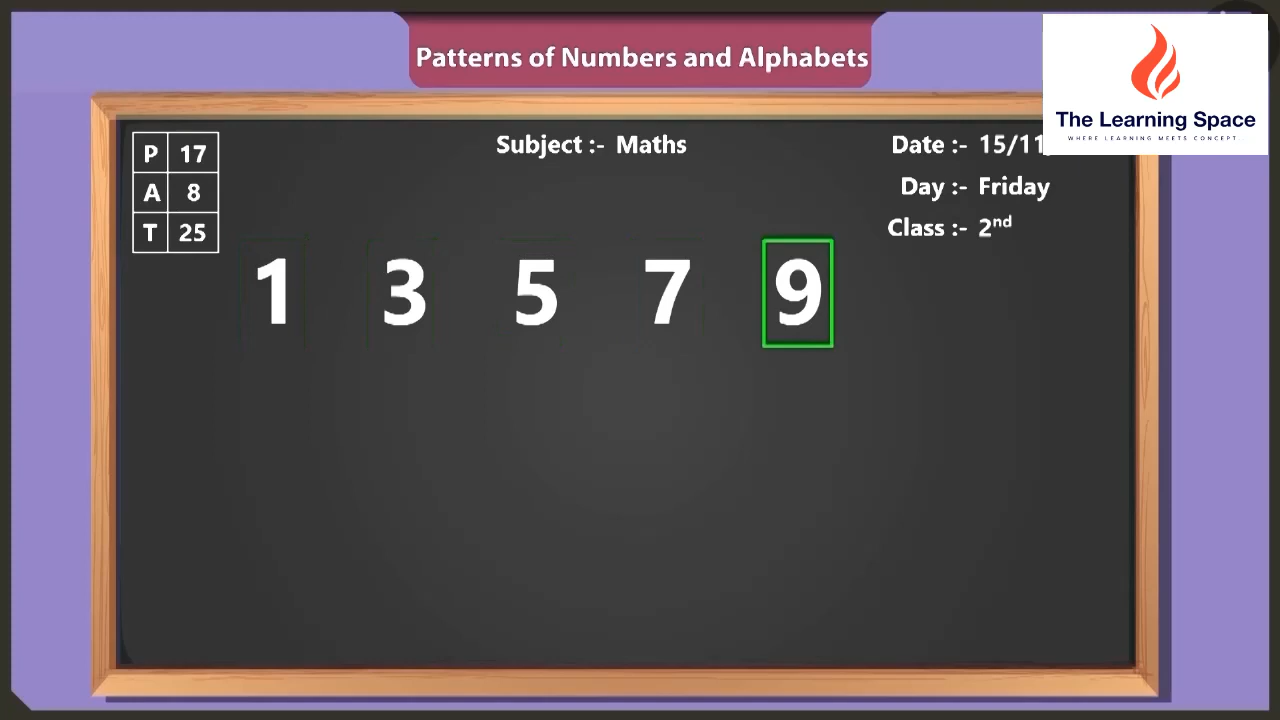 Patterns of Numbers and Alphabets
The Learning Space
WHERE LEARNING MEETS CONCEPT
P 17
A 8
T 25
Subject :- Maths
Date :- 15/11
Day :- Friday
Class :- 2nd
1 3 5 7 9